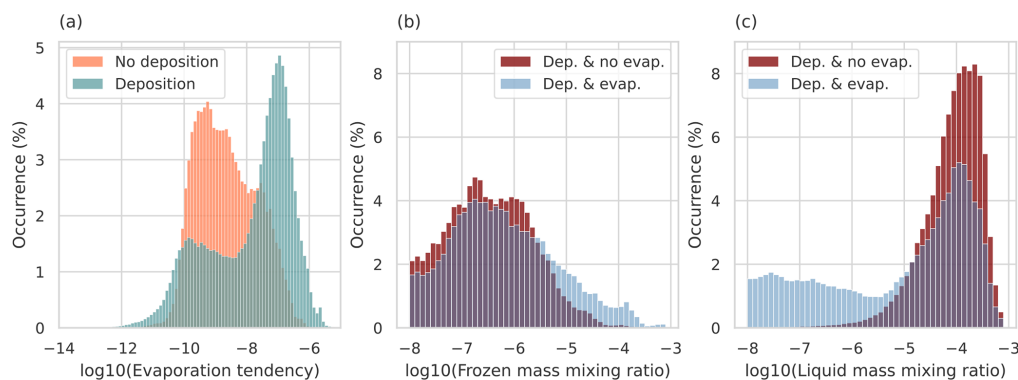 (a)
(b)
(c)
No deposition
Deposition
Dep. & no evap.
Dep. & evap.
Dep. & no evap.
Dep. & evap.
Occurrence (%)
5
4
3
2
1
0
Occurrence (%)
8
6
4
2
0
Occurrence (%)
8
6
4
2
0
−14 −12 −10 −8 −6
−8 −7 −6 −5 −4 −3
−8 −7 −6 −5 −4 −3
log10(Evaporation tendency)
log10(Frozen mass mixing ratio)
log10(Liquid mass mixing ratio)